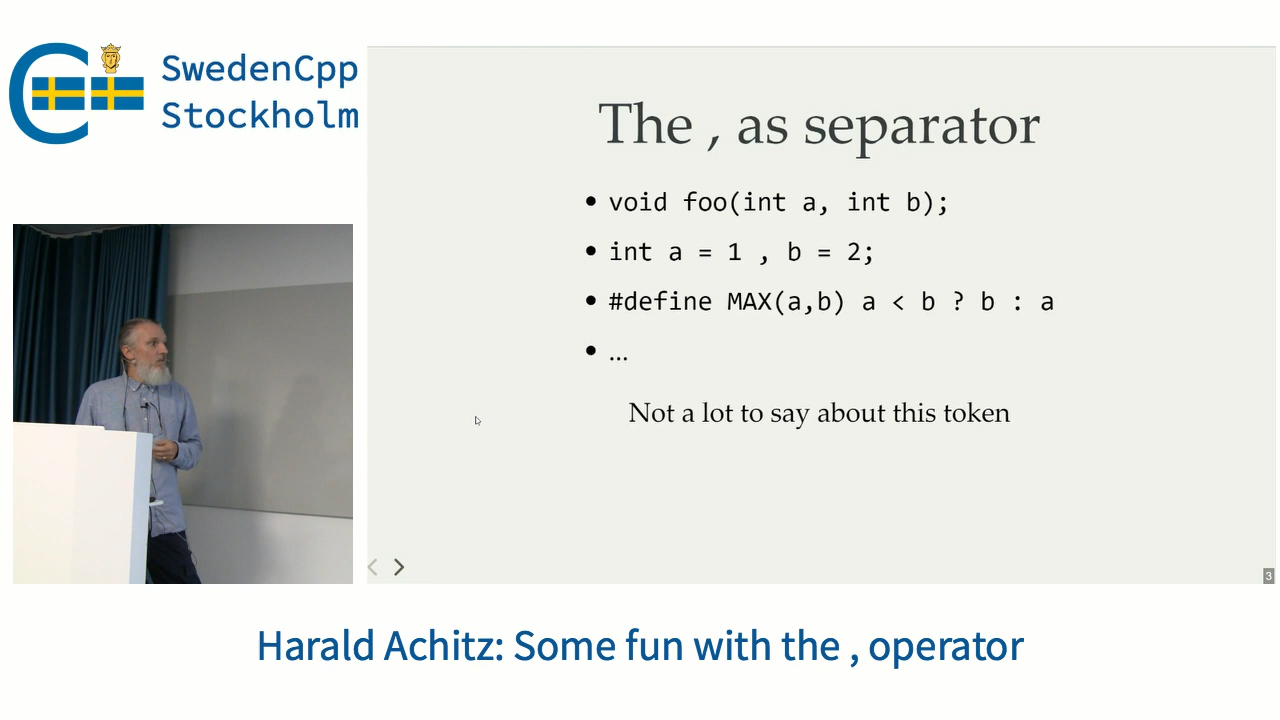 SwedenCpp
Stockholm
The , as separator
• void foo(int a, int b);
• int a = 1 , b = 2;
• #define MAX(a,b) a < b ? b : a
• ...
Not a lot to say about this token
3
Harald Achitz: Some fun with the , operator